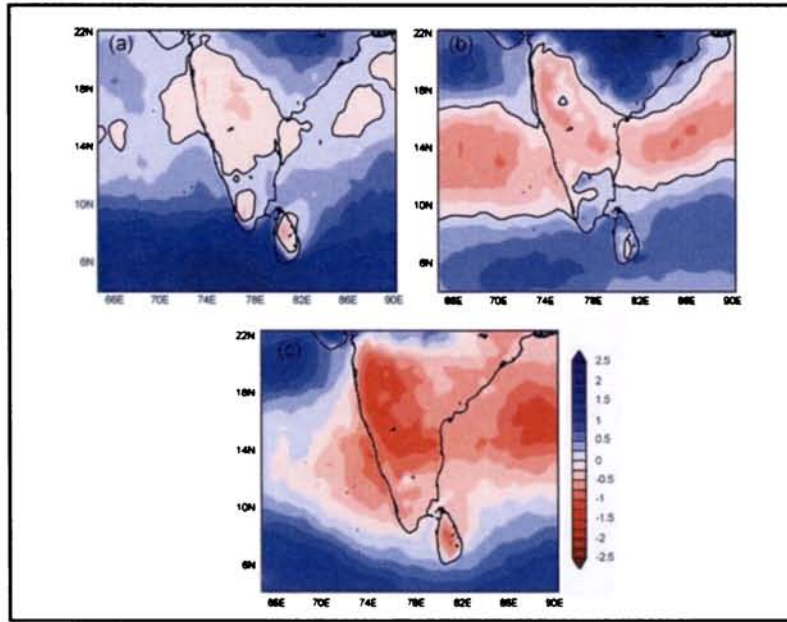 (a)
22N
18N
14N
10N
6N
66E 70E 74E 78E 82E 86E 90E
(b)
22N
18N
14N
10N
6N
66E 70E 74E 78E 82E 86E 90E
(c)
22N
18N
14N
10N
6N
66E 70E 74E 78E 82E 86E 90E
2.5
2
1.5
1
0.5
0
-0.5
-1
-1.5
-2
-2.5